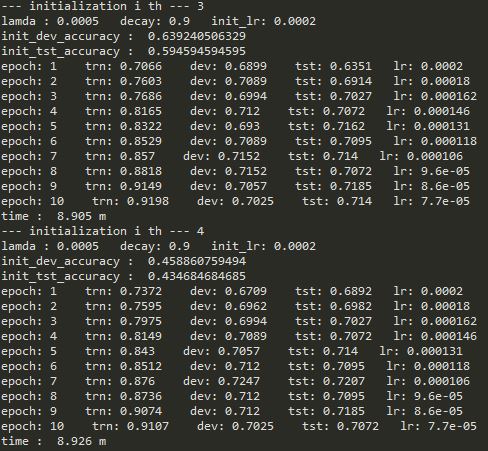 --- initialization i th --- 3
lamda : 0.0005 decay: 0.9 init_lr: 0.0002
init_dev_accuracy : 0.639240506329
init_tst_accuracy : 0.594594594595
epoch: 1 trn: 0.7066 dev: 0.6899 tst: 0.6351 lr: 0.0002
epoch: 2 trn: 0.7603 dev: 0.7089 tst: 0.6914 lr: 0.00018
epoch: 3 trn: 0.7686 dev: 0.6994 tst: 0.7027 lr: 0.000162
epoch: 4 trn: 0.8165 dev: 0.712 tst: 0.7072 lr: 0.000146
epoch: 5 trn: 0.8322 dev: 0.693 tst: 0.7162 lr: 0.000131
epoch: 6 trn: 0.8529 dev: 0.7089 tst: 0.7095 lr: 0.000118
epoch: 7 trn: 0.857 dev: 0.7152 tst: 0.714 lr: 0.000106
epoch: 8 trn: 0.8818 dev: 0.7152 tst: 0.7072 lr: 9.6e-05
epoch: 9 trn: 0.9149 dev: 0.7057 tst: 0.7185 lr: 8.6e-05
epoch: 10 trn: 0.9198 dev: 0.7025 tst: 0.714 lr: 7.7e-05
time : 8.905 m
--- initialization i th --- 4
lamda : 0.0005 decay: 0.9 init_lr: 0.0002
init_dev_accuracy : 0.458860759494
init_tst_accuracy : 0.434684684685
epoch: 1 trn: 0.7372 dev: 0.6709 tst: 0.6892 lr: 0.0002
epoch: 2 trn: 0.7595 dev: 0.6962 tst: 0.6982 lr: 0.00018
epoch: 3 trn: 0.7975 dev: 0.6994 tst: 0.7027 lr: 0.000162
epoch: 4 trn: 0.8149 dev: 0.7089 tst: 0.7072 lr: 0.000146
epoch: 5 trn: 0.843 dev: 0.7057 tst: 0.714 lr: 0.000131
epoch: 6 trn: 0.8512 dev: 0.712 tst: 0.7095 lr: 0.000118
epoch: 7 trn: 0.876 dev: 0.7247 tst: 0.7207 lr: 0.000106
epoch: 8 trn: 0.8736 dev: 0.712 tst: 0.7095 lr: 9.6e-05
epoch: 9 trn: 0.9074 dev: 0.712 tst: 0.7185 lr: 8.6e-05
epoch: 10 trn: 0.9107 dev: 0.7025 tst: 0.7072 lr: 7.7e-05
time : 8.926 m